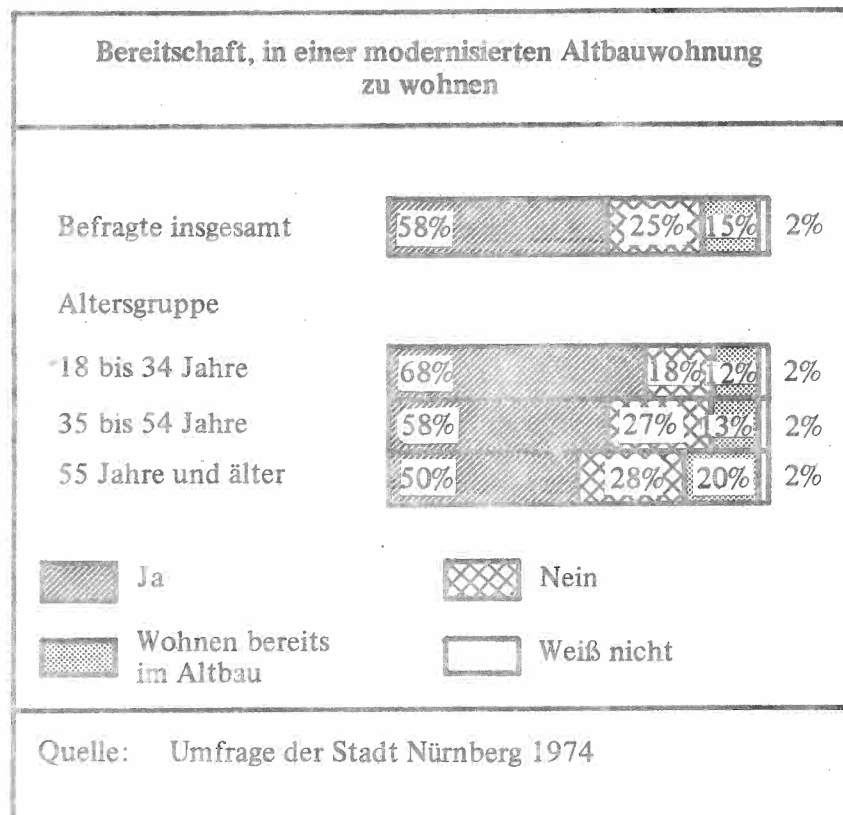 Bereitschaft, in einer modernisierten Altbauwohnung
zu wohnen
Befragte insgesamt 58% 25% 15% 2%
Altersgruppe
18 bis 34 Jahre 68% 18% 12% 2%
35 bis 54 Jahre 58% 27% 13% 2%
55 Jahre und älter 50% 28% 20% 2%
Ja Nein
Wohnen bereits
im Altbau Weiß nicht
Quelle: Umfrage der Stadt Nürnberg 1974